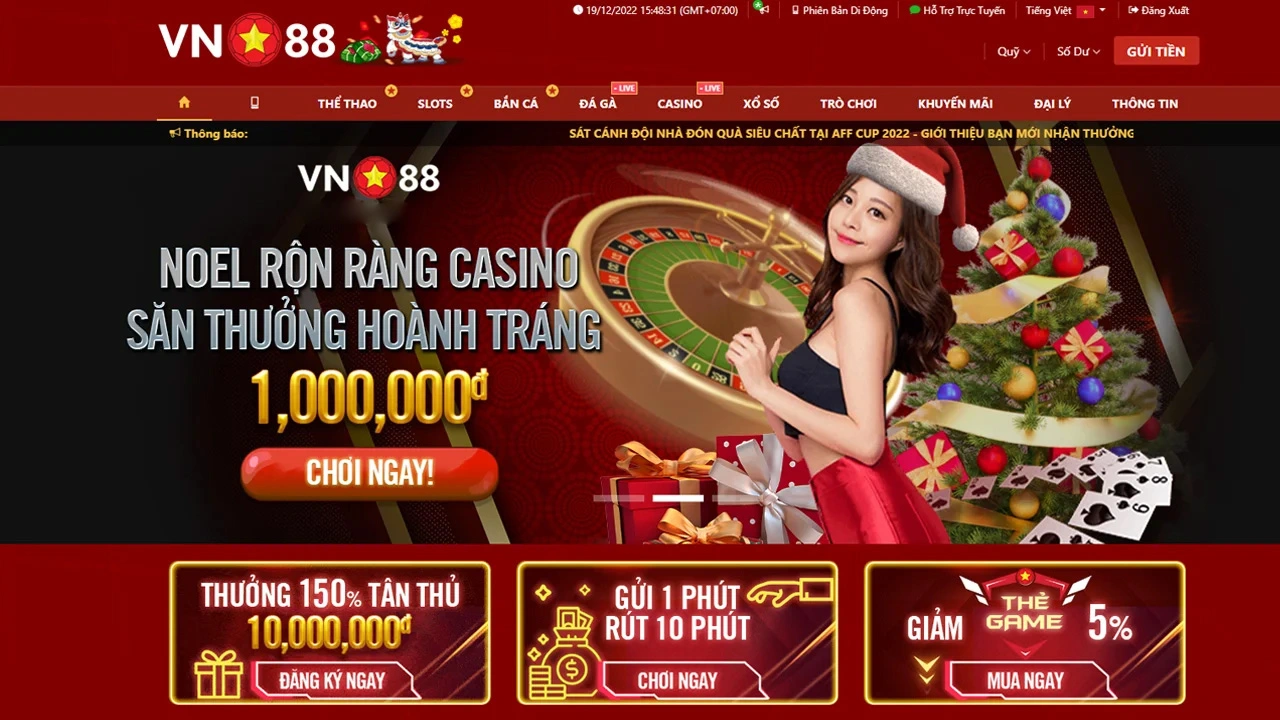 VN 88
19/12/2022 15:48:31 (GMT+07:00)
Phiên Bản Di Động
Hỗ Trợ Trực Tuyến
Tiếng Việt
Đăng Xuất
Quỹ
Số Dư
GỬI TIỀN
THỂ THAO
SLOTS
BẮN CÁ
ĐÁ GÀ
LIVE
CASINO
LIVE
XỔ SỐ
TRÒ CHƠI
KHUYẾN MÃI
ĐẠI LÝ
THÔNG TIN
Thông báo:
SÁT CÁNH ĐỘI NHÀ ĐÓN QUÀ SIÊU CHẤT TẠI AFF CUP 2022 - GIỚI THIỆU BẠN MỚI NHẬN THƯỞNG
VN 88
NOEL RỘN RÀNG CASINO
SĂN THƯỞNG HOÀNH TRÁNG
1,000,000đ
CHƠI NGAY!
THƯỞNG 150% TÂN THỦ
10,000,000đ
ĐĂNG KÝ NGAY
GỬI 1 PHÚT
RÚT 10 PHÚT
CHƠI NGAY
GIẢM
THẺ
GAME
5%
MUA NGAY